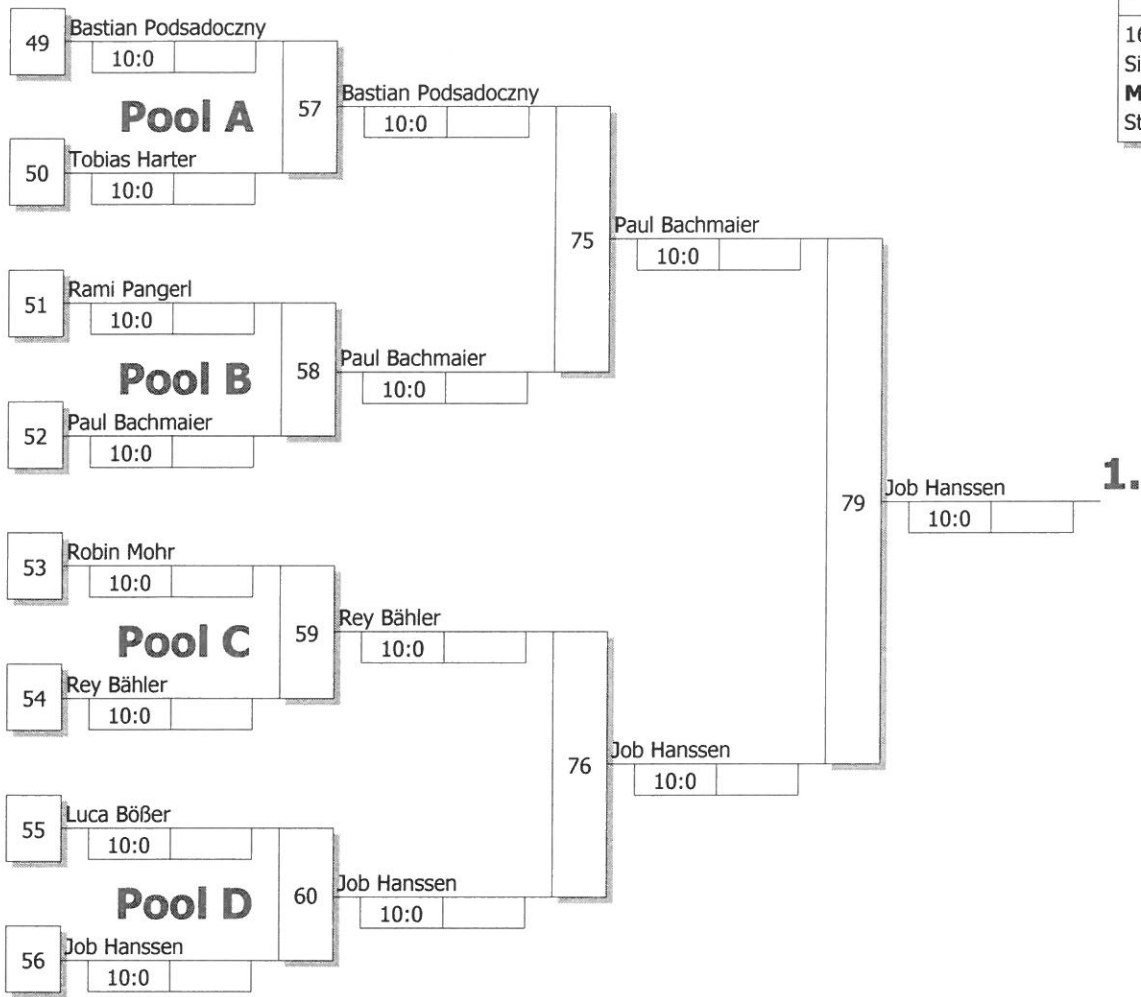 49 Bastian Podsadoczny
10:0
Pool A
57
50 Tobias Harter
10:0
Bastian Podsadoczny
10:0
51 Rami Pangerl
10:0
Pool B
58
52 Paul Bachmaier
10:0
Paul Bachmaier
10:0
75
Paul Bachmaier
10:0
53 Robin Mohr
10:0
Pool C
59
54 Rey Bähler
10:0
Rey Bähler
10:0
55 Luca Bößer
10:0
Pool D
60
56 Job Hanssen
10:0
Job Hanssen
10:0
76
Job Hanssen
10:0
79
Job Hanssen
10:0
1.
16
Si
M
St